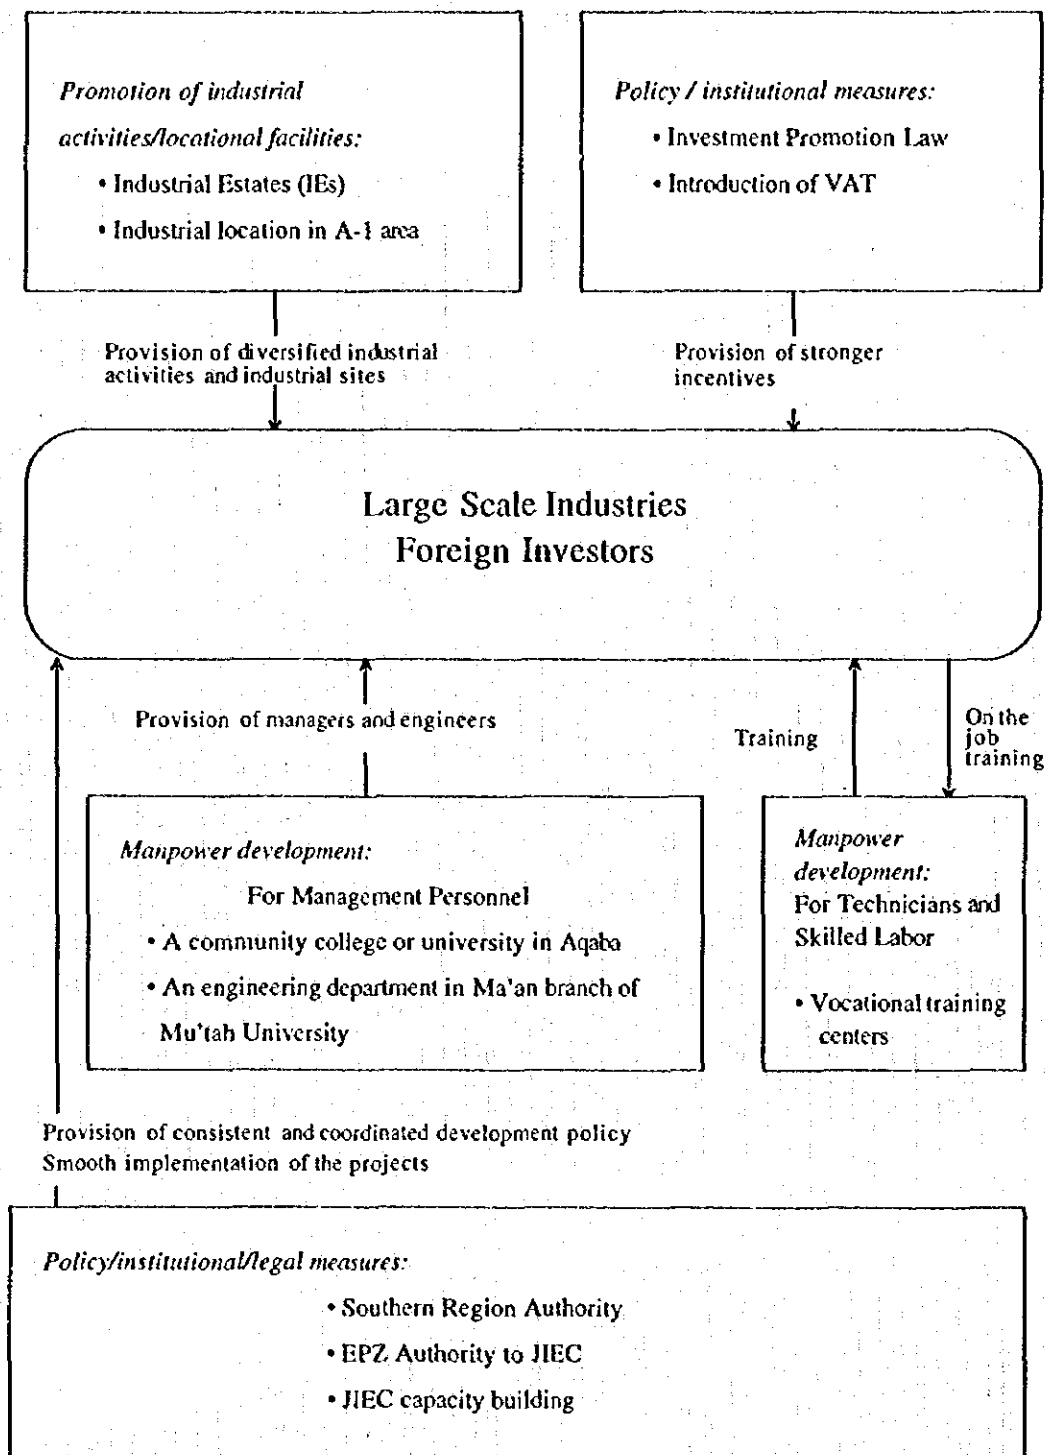 Promotion of industrial
activities/locational facilities:
• Industrial Estates (IEs)
• Industrial location in A-1 area
Policy / institutional measures:
• Investment Promotion Law
• Introduction of VAT
Provision of diversified industrial
activities and industrial sites
Provision of stronger
incentives
Large Scale Industries
Foreign Investors
Provision of managers and engineers
Training
On the
job
training
Manpower development:
For Management Personnel
• A community college or university in Aqaba
• An engineering department in Ma'an branch of
Mu'tah University
Manpower
development:
For Technicians and
Skilled Labor
• Vocational training
centers
Provision of consistent and coordinated development policy
Smooth implementation of the projects
Policy/institutional/legal measures:
• Southern Region Authority
• EPZ Authority to JIEC
• JIEC capacity building